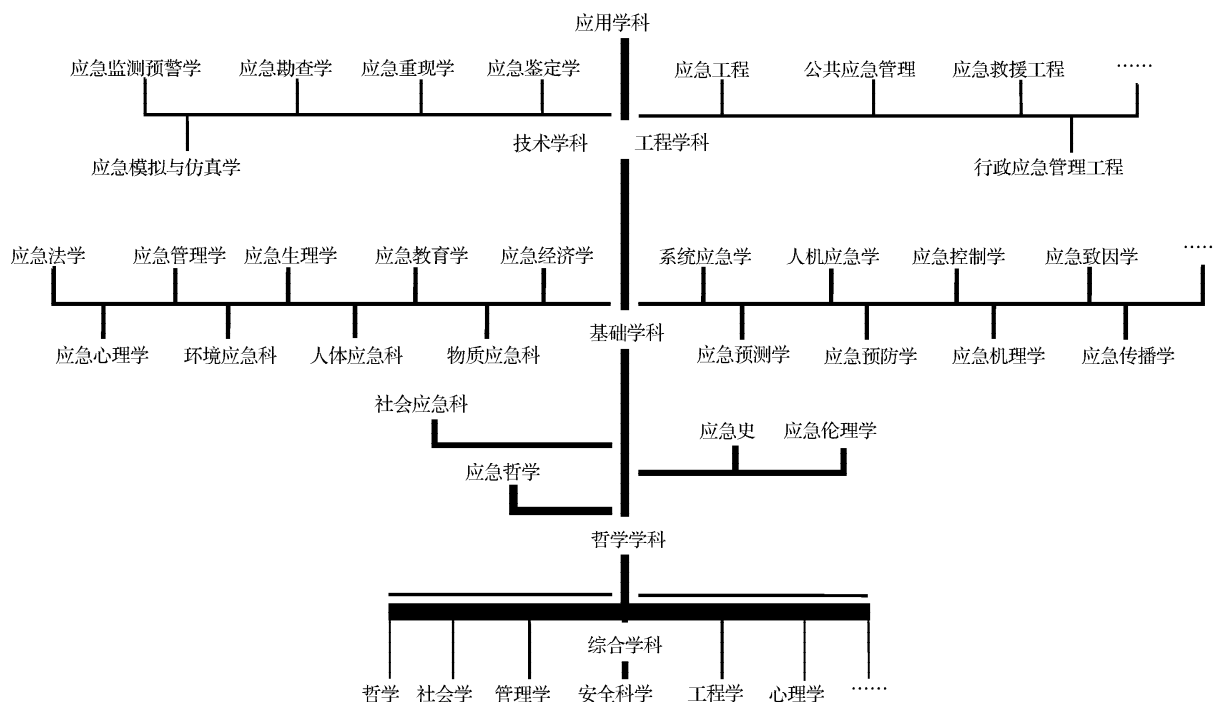 应用学科
应急监测预警学 应急勘查学 应急重现学 应急鉴定学 应急工程 公共应急管理 应急救援工程 ……
技术学科 工程学科
应急模拟与仿真学 行政应急管理工程
应急法学 应急管理学 应急生理学 应急教育学 应急经济学 系统应急学 人机应急学 应急控制学 应急致因学 ……
基础学科
应急心理学 环境应急科 人体应急科 物质应急科 应急预测学 应急预防学 应急机理学 应急传播学
社会应急科
应急史 应急伦理学
应急哲学
哲学学科
综合学科
哲学 社会学 管理学 安全科学 工程学 心理学 ……